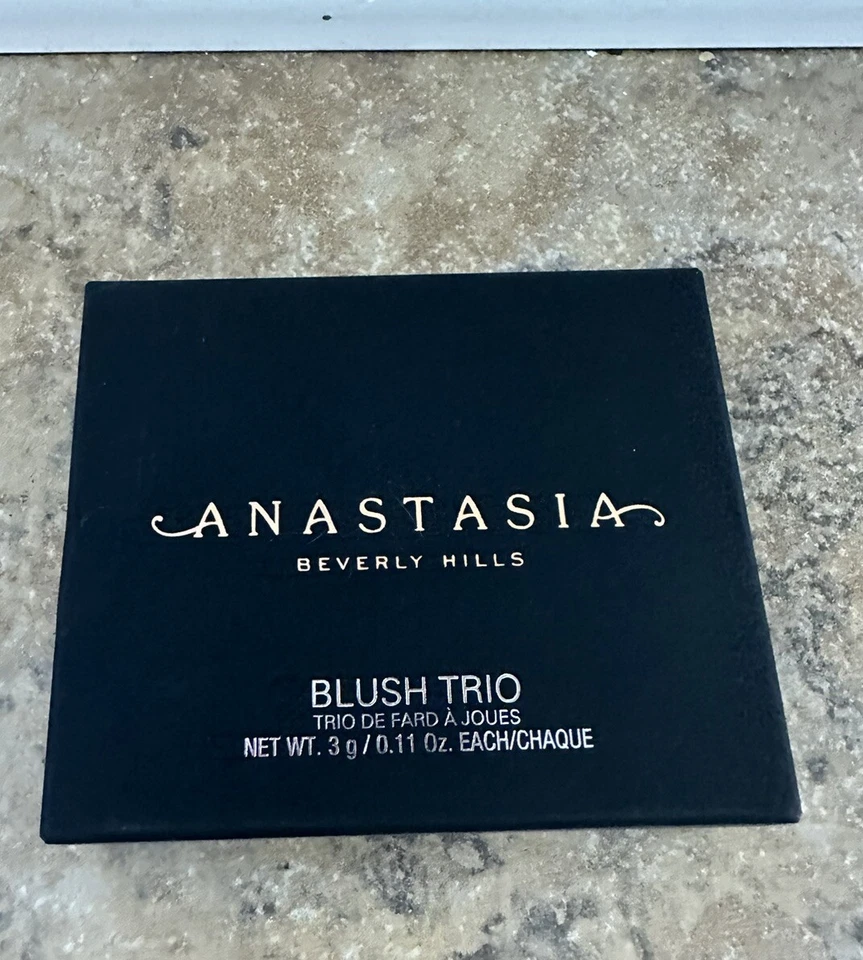 ANASTASIA
BEVERLY HILLS
BLUSH TRIO
TRIO DE FARD À JOUES
NET WT. 3 g / 0.11 Oz. EACH/CHAQUE